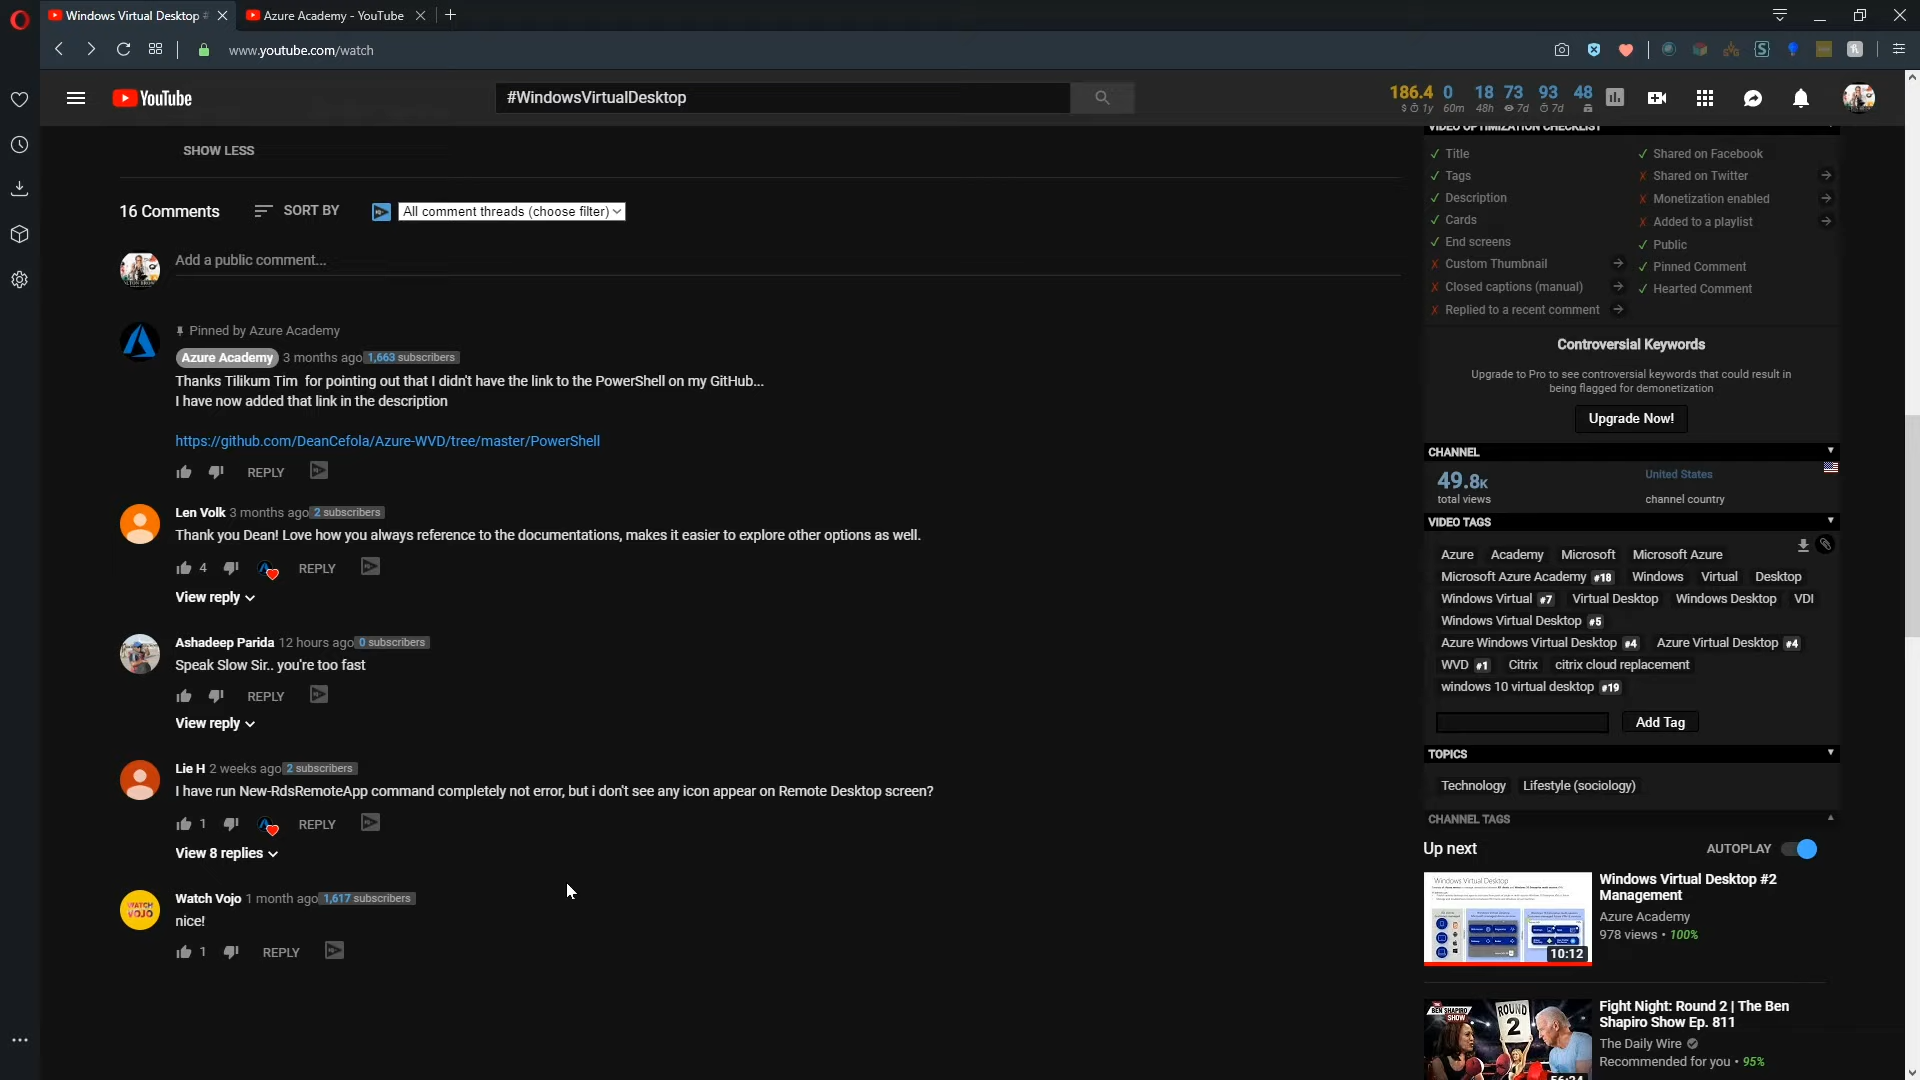 Windows Virtual Desktop #
Azure Academy - YouTube
www.youtube.com/watch
YouTube
#WindowsVirtualDesktop
186.4 0 18 73 93 48
1y 60m 48h 7d 7d
SHOW LESS
16 Comments
SORT BY
All comment threads (choose filter)
Add a public comment...
Pinned by Azure Academy
Azure Academy 3 months ago 1,663 subscribers
Thanks Tilikum Tim for pointing out that I didn't have the link to the PowerShell on my GitHub...
I have now added that link in the description
https://github.com/DeanCefola/Azure-WVD/tree/master/PowerShell
REPLY
Len Volk 3 months ago 2 subscribers
Thank you Dean! Love how you always reference to the documentations, makes it easier to explore other options as well.
4 REPLY
View reply
Ashadeep Parida 12 hours ago 0 subscribers
Speak Slow Sir.. you're too fast
REPLY
View reply
Lie H 2 weeks ago 2 subscribers
I have run New-RdsRemoteApp command completely not error, but i don't see any icon appear on Remote Desktop screen?
1 REPLY
View 8 replies
WATCH VOJO
Watch Vojo 1 month ago 1,617 subscribers
nice!
1 REPLY
VIDEO OPTIMIZATION CHECKLIST
✓ Title
✓ Tags
✓ Description
✓ Cards
✓ End screens
x Custom Thumbnail
x Closed captions (manual)
x Replied to a recent comment
✓ Shared on Facebook
x Shared on Twitter
x Monetization enabled
x Added to a playlist
✓ Public
✓ Pinned Comment
✓ Hearted Comment
Controversial Keywords
Upgrade to Pro to see controversial keywords that could result in
being flagged for demonetization
Upgrade Now!
CHANNEL
49.8K
total views
United States
channel country
VIDEO TAGS
Azure Academy Microsoft Microsoft Azure
Microsoft Azure Academy #18 Windows Virtual Desktop
Windows Virtual #7 Virtual Desktop Windows Desktop VDI
Windows Virtual Desktop #5
Azure Windows Virtual Desktop #4 Azure Virtual Desktop #4
WVD #1 Citrix citrix cloud replacement
windows 10 virtual desktop #19
Add Tag
TOPICS
Technology Lifestyle (sociology)
CHANNEL TAGS
Up next
AUTOPLAY
Windows Virtual Desktop
10:12
Windows Virtual Desktop #2
Management
Azure Academy
978 views • 100%
THE
BEN SHAPIRO
SHOW
ROUND
2
56:24
Fight Night: Round 2 | The Ben
Shapiro Show Ep. 811
The Daily Wire
Recommended for you • 95%